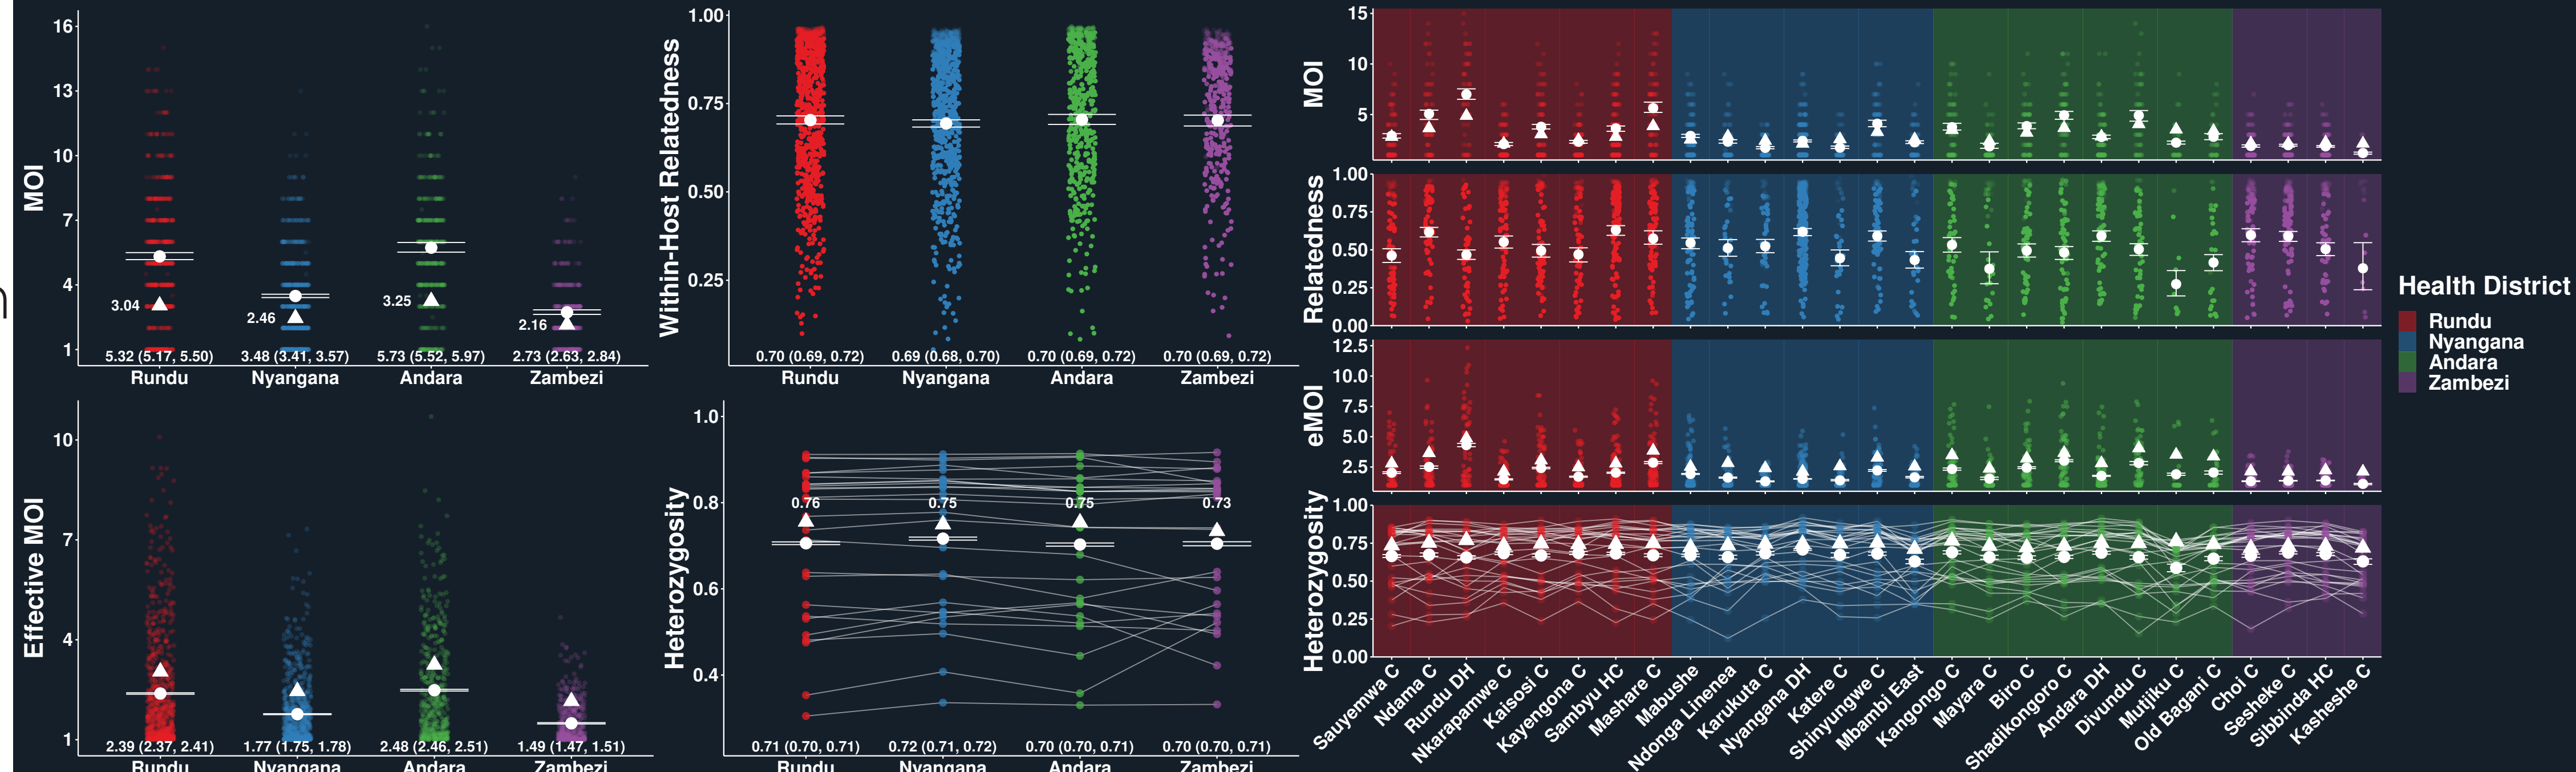 16
13
10
7
4
1
MOI
3.04
2.46
3.25
2.16
5.32 (5.17, 5.50)
3.48 (3.41, 3.57)
5.73 (5.52, 5.97)
2.73 (2.63, 2.84)
Rundu
Nyangana
Andara
Zambezi
1.00
0.75
0.50
0.25
Within-Host Relatedness
0.70 (0.69, 0.72)
0.69 (0.68, 0.70)
0.70 (0.69, 0.72)
0.70 (0.69, 0.72)
Rundu
Nyangana
Andara
Zambezi
10
7
4
1
Effective MOI
2.39 (2.37, 2.41)
1.77 (1.75, 1.78)
2.48 (2.46, 2.51)
1.49 (1.47, 1.51)
Rundu
Nyangana
Andara
Zambezi
1.0
0.8
0.6
0.4
Heterozygosity
0.76
0.75
0.75
0.73
0.71 (0.70, 0.71)
0.72 (0.71, 0.72)
0.70 (0.70, 0.71)
0.70 (0.70, 0.71)
Rundu
Nyangana
Andara
Zambezi
15
10
5
MOI
1.00
0.75
0.50
0.25
0.00
Relatedness
12.5
10.0
7.5
5.0
2.5
eMOI
1.00
0.75
0.50
0.25
0.00
Heterozygosity
Sauyemwa C
Ndama C
Rundu DH
Nkarapamwe C
Kaisosi C
Kayengona C
Sambyu HC
Mashare C
Mabushe
Ndonga Linenea
Karukuta C
Nyangana DH
Katere C
Shinyungwe C
Mbambi East
Kangongo C
Mayara C
Biro C
Shadikongoro C
Andara DH
Divundu C
Mutjiku C
Old Bagani C
Choi C
Sesheke C
Sibbinda HC
Kasheshe C
Health District
Rundu
Nyangana
Andara
Zambezi